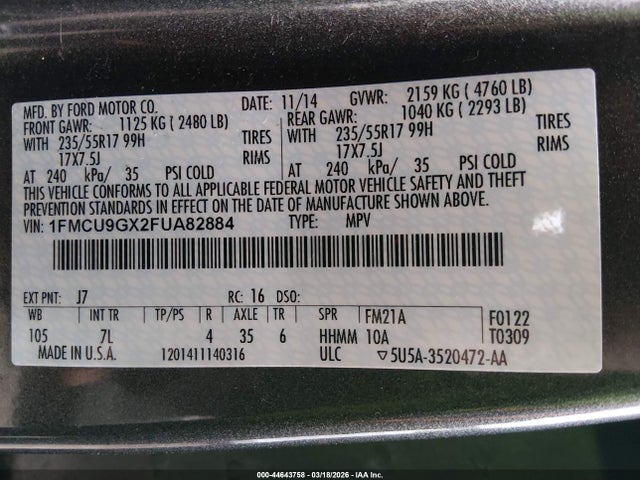 MFD. BY FORD MOTOR CO. DATE: 11/14 GVWR: 2159 KG ( 4760 LB)
FRONT GAWR: 1125 KG ( 2480 LB) REAR GAWR: 1040 KG ( 2293 LB)
WITH 235/55R17 99H TIRES WITH 235/55R17 99H TIRES
17X7.5J RIMS 17X7.5J RIMS
AT 240 kPa/ 35 PSI COLD AT 240 kPa/ 35 PSI COLD
THIS VEHICLE CONFORMS TO ALL APPLICABLE FEDERAL MOTOR VEHICLE SAFETY AND THEFT
PREVENTION STANDARDS IN EFFECT ON THE DATE OF MANUFACTURE SHOWN ABOVE.
VIN: 1FMCU9GX2FUA82884 TYPE: MPV
EXT PNT: J7 RC: 16 DSO:
WB INT TR TP/PS R AXLE TR SPR FM21A F0122
105 7L 4 35 6 HHMM 10A T0309
MADE IN U.S.A. 1201411140316 ULC ▽5U5A-3520472-AA
000-44643758 - 03/18/2026 - IAA Inc.